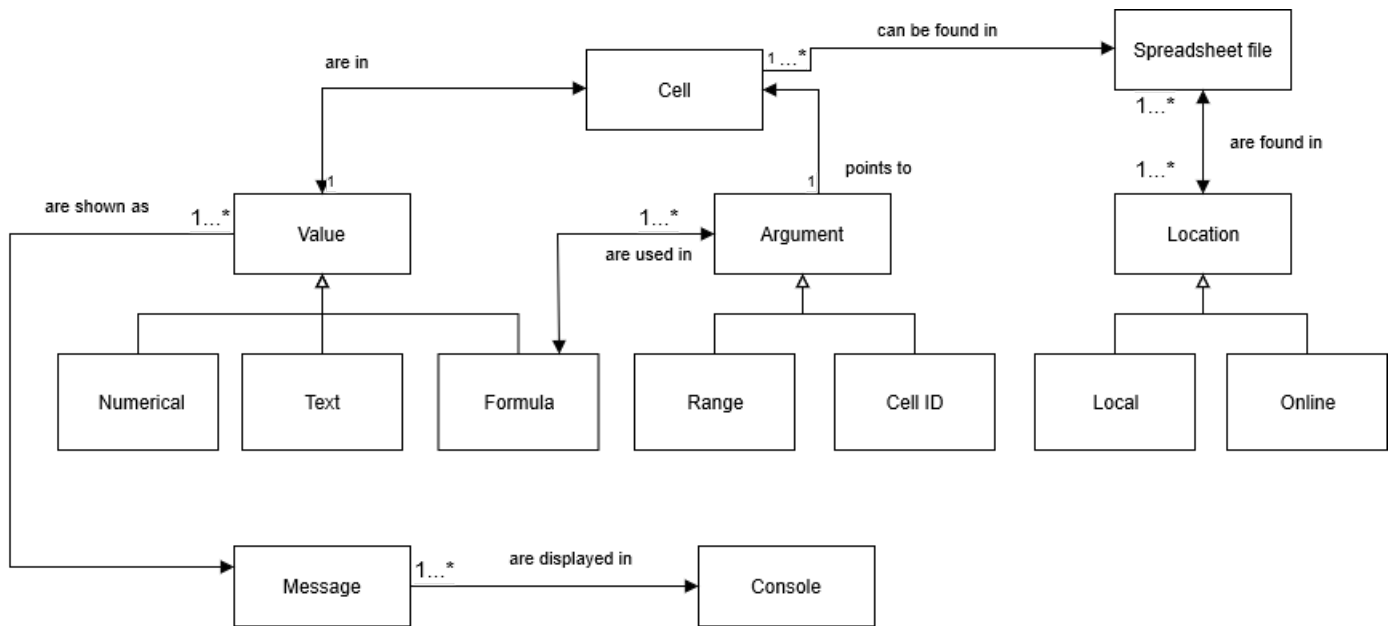 can be found in
Spreadsheet file
are in
Cell
1...*
1...*
are found in
points to
1...*
1
1
are shown as
1...*
1...*
Value
Argument
Location
are used in
Numerical
Text
Formula
Range
Cell ID
Local
Online
are displayed in
1...*
Message
Console